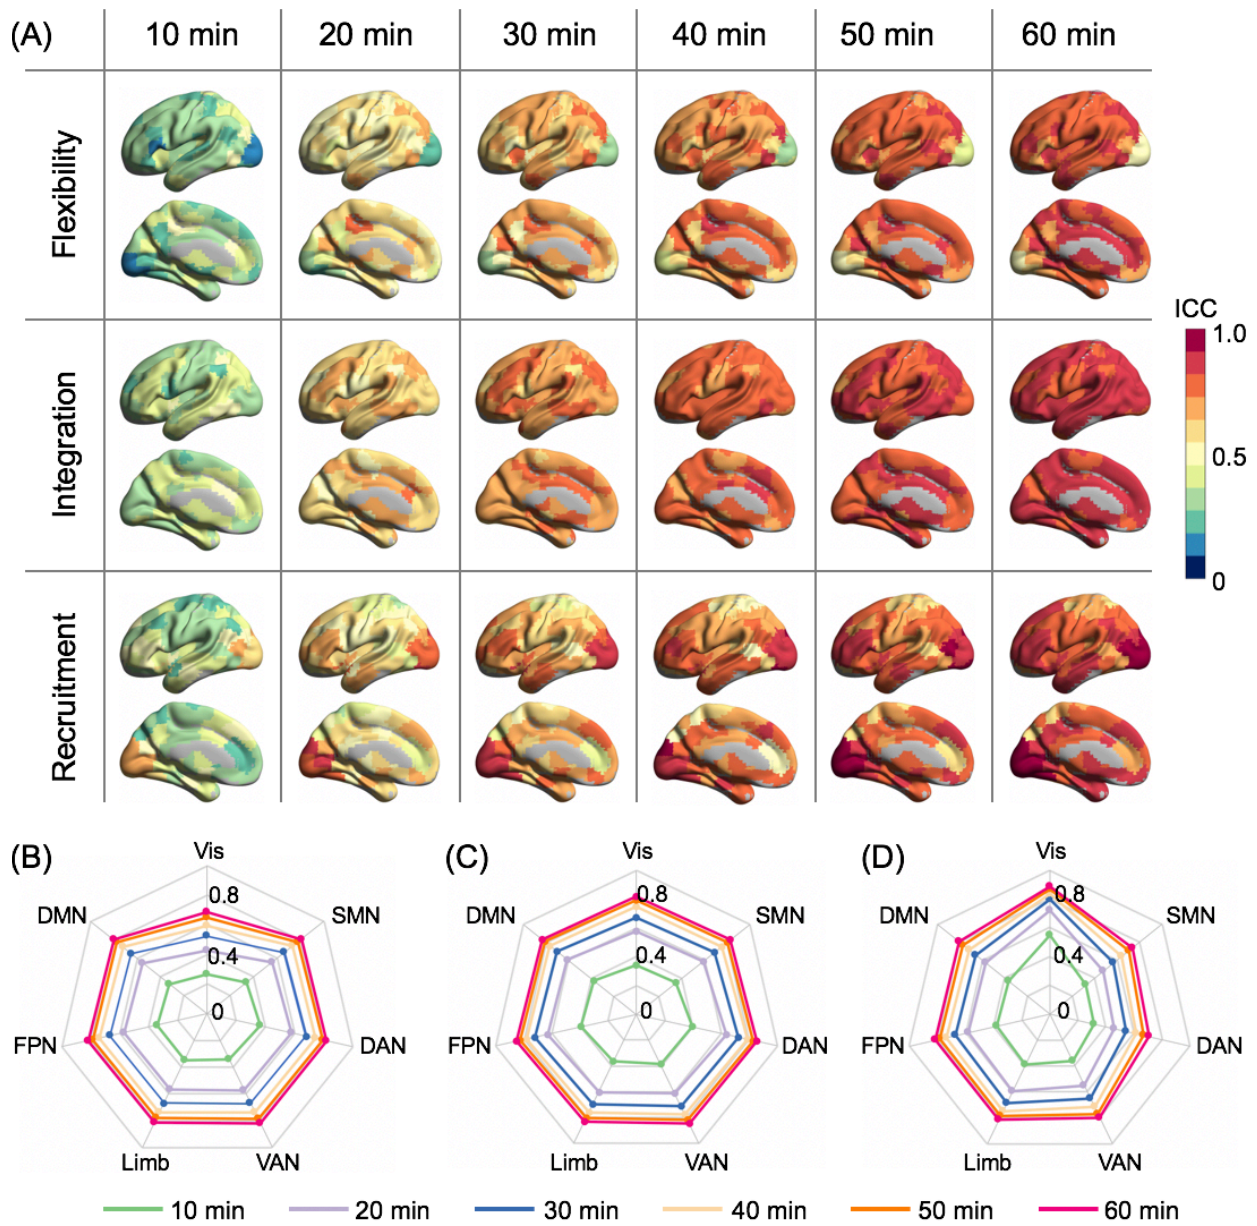 (A) 10 min 20 min 30 min 40 min 50 min 60 min
Flexibility
Integration
Recruitment
ICC
1.0
0.5
0
(B) Vis
0.8
DMN SMN
0.4
0
FPN DAN
Limb VAN
(C) Vis
0.8
DMN SMN
0.4
0
FPN DAN
Limb VAN
(D) Vis
0.8
DMN SMN
0.4
0
FPN DAN
Limb VAN
10 min 20 min 30 min 40 min 50 min 60 min